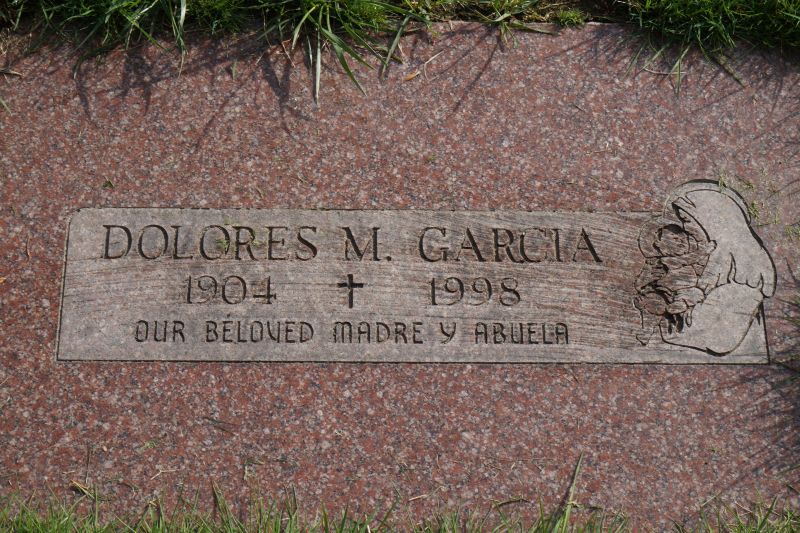 DOLORES M. GARCIA
1904 ✝ 1998
OUR BELOVED MADRE Y ABUELA